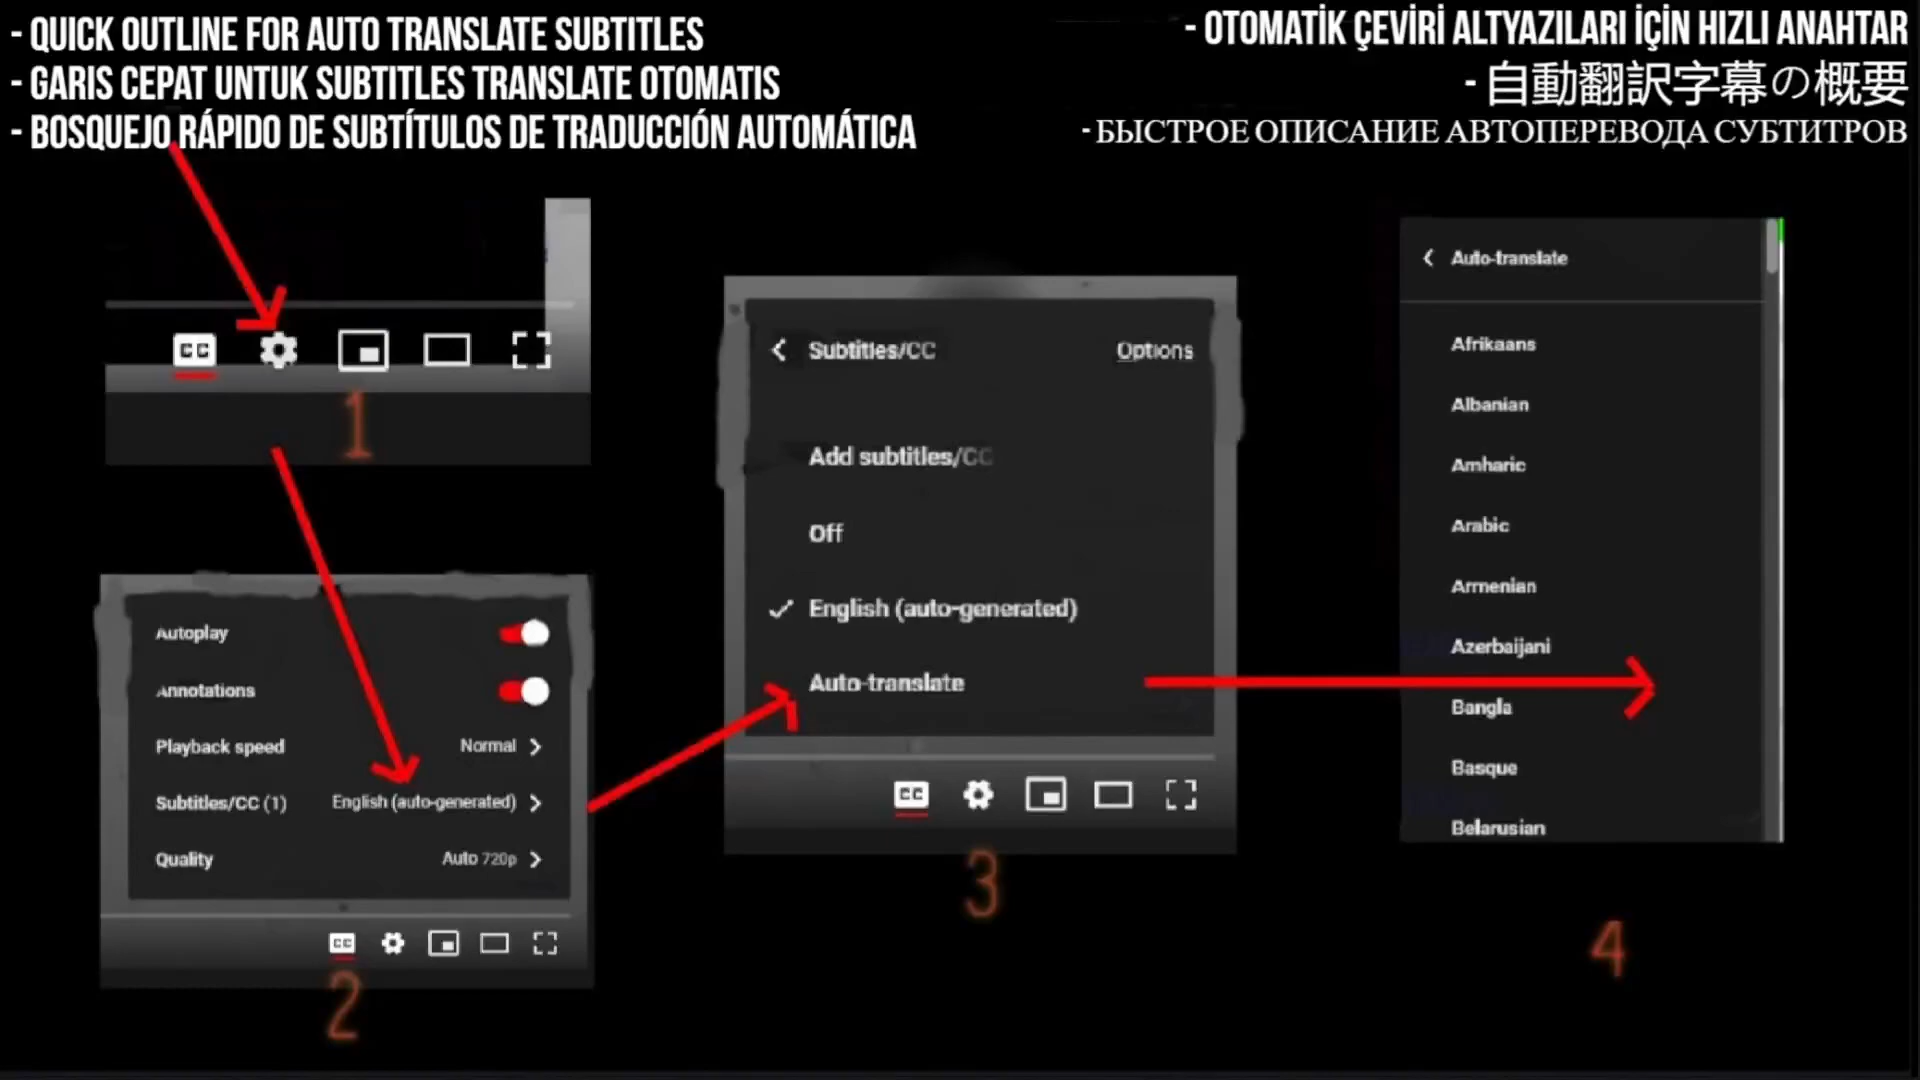 - QUICK OUTLINE FOR AUTO TRANSLATE SUBTITLES
- GARIS CEPAT UNTUK SUBTITLES TRANSLATE OTOMATIS
- BOSQUEJO RÁPIDO DE SUBTÍTULOS DE TRADUCCIÓN AUTOMÁTICA
- OTOMATİK ÇEVİRİ ALTYAZILARI İÇİN HIZLI ANAHTAR
- 自動翻訳字幕の概要
- БЫСТРОЕ ОПИСАНИЕ АВТОПЕРЕВОДА СУБТИТРОВ
CC
1
Autoplay
Annotations
Playback speed Normal
Subtitles/CC (1) English (auto-generated)
Quality Auto 720p
CC
2
Subtitles/CC Options
Add subtitles/CC
Off
English (auto-generated)
Auto-translate
CC
3
Auto-translate
Afrikaans
Albanian
Amharic
Arabic
Armenian
Azerbaijani
Bangla
Basque
Belarusian
4